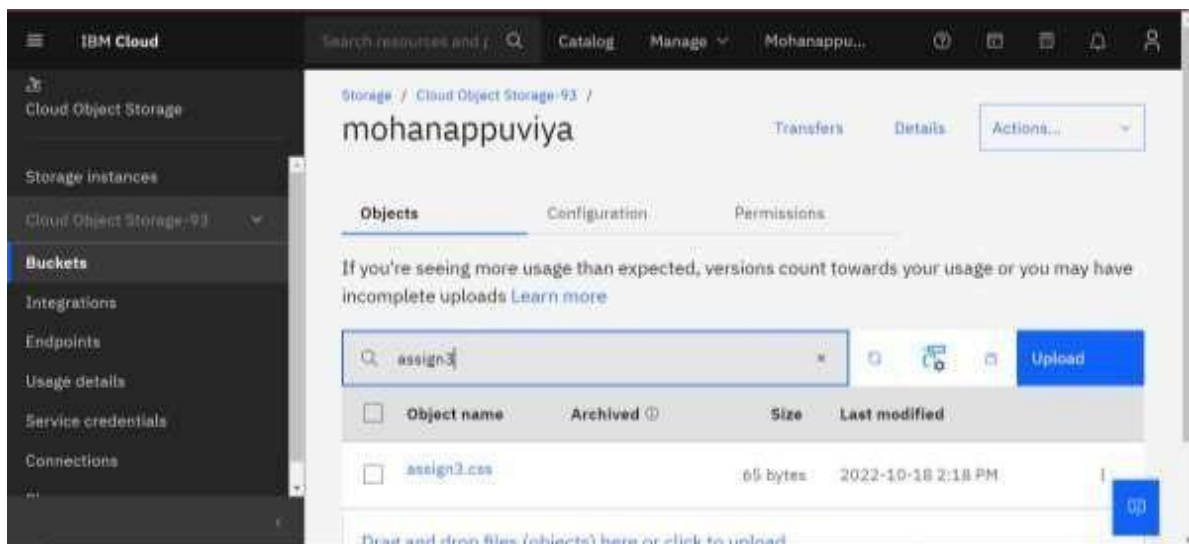 IBM Cloud
Search resources and Catalog Manage Mohanappu...
Cloud Object Storage
Storage instances
Cloud Object Storage-93
Buckets
Integrations
Endpoints
Usage details
Service credentials
Connections
Storage / Cloud Object Storage-93 /
mohanappuviya
Transfers Details Actions...
Objects Configuration Permissions
If you're seeing more usage than expected, versions count towards your usage or you may have
incomplete uploads Learn more
assign3
Upload
Object name Archived Size Last modified
assign3.css 65 bytes 2022-10-18 2:18 PM
Drag and drop files (objects) here or click to upload